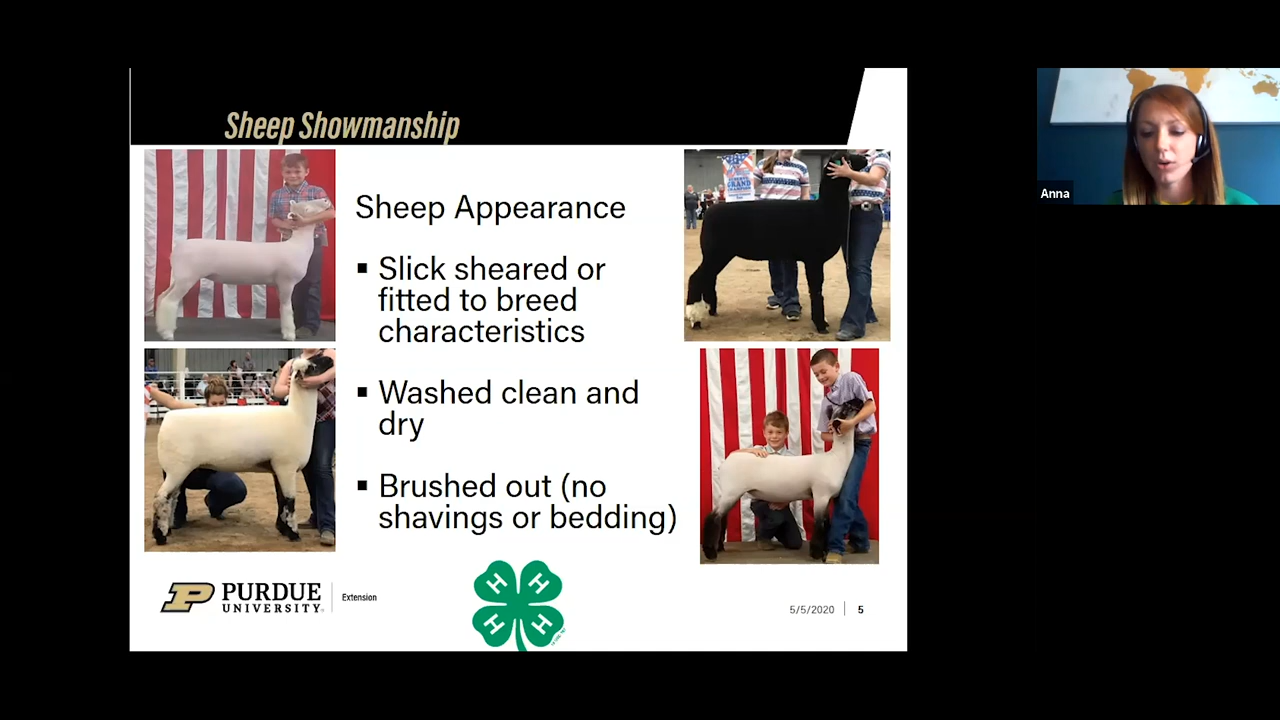 Sheep Showmanship
Sheep Appearance
▪ Slick sheared or
fitted to breed
characteristics
▪ Washed clean and
dry
▪ Brushed out (no
shavings or bedding)
GRAND
PURDUE
UNIVERSITY
Extension
H H
H H
5/5/2020 5
Anna